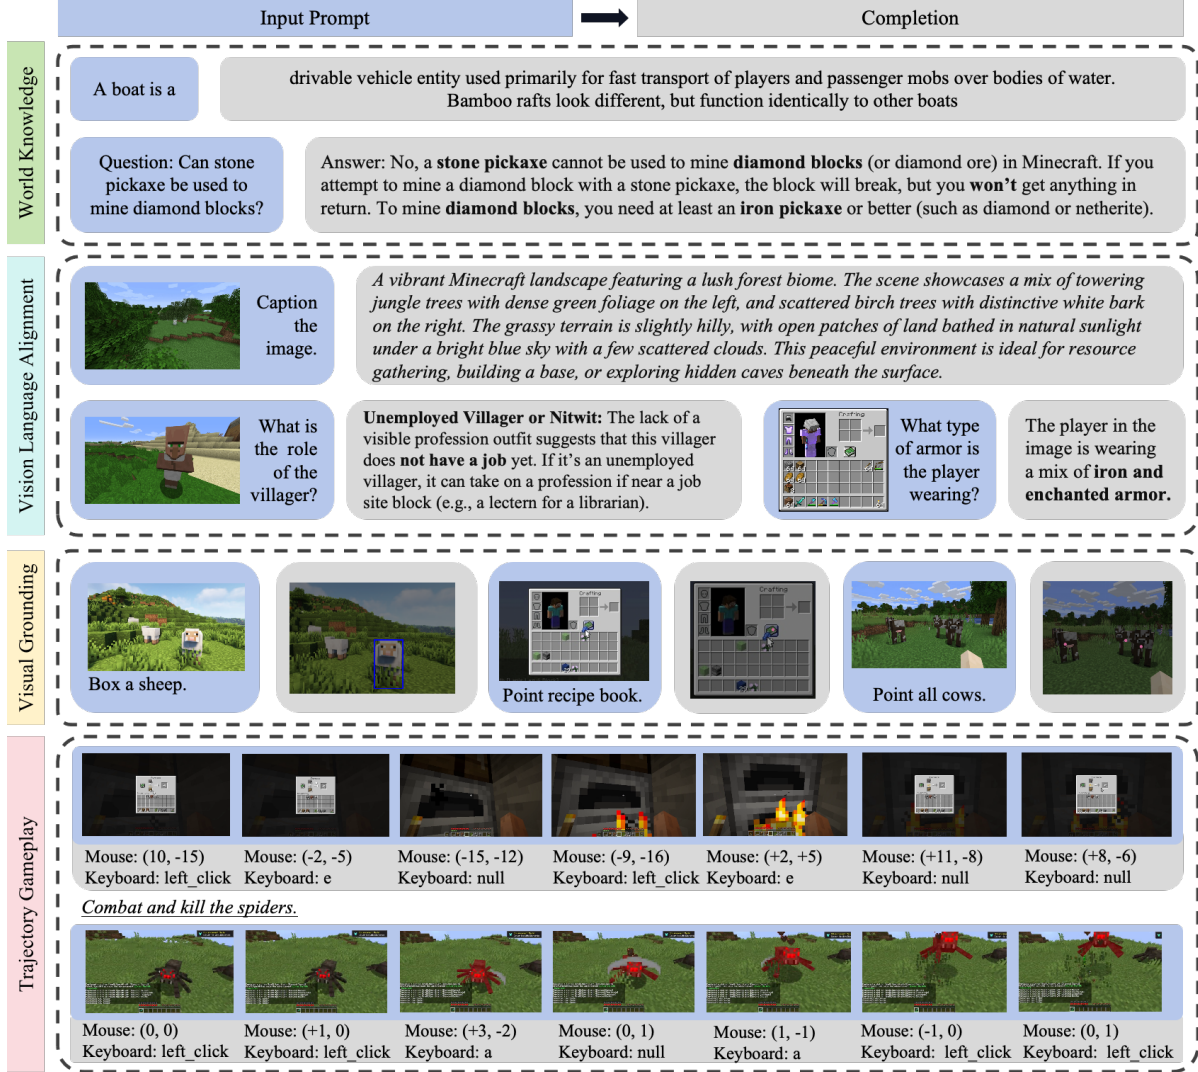 Input Prompt
Completion
World Knowledge
A boat is a
drivable vehicle entity used primarily for fast transport of players and passenger mobs over bodies of water.
Bamboo rafts look different, but function identically to other boats
Question: Can stone
pickaxe be used to
mine diamond blocks?
Answer: No, a stone pickaxe cannot be used to mine diamond blocks (or diamond ore) in Minecraft. If you
attempt to mine a diamond block with a stone pickaxe, the block will break, but you won't get anything in
return. To mine diamond blocks, you need at least an iron pickaxe or better (such as diamond or netherite).
Vision Language Alignment
Caption
the
image.
A vibrant Minecraft landscape featuring a lush forest biome. The scene showcases a mix of towering
jungle trees with dense green foliage on the left, and scattered birch trees with distinctive white bark
on the right. The grassy terrain is slightly hilly, with open patches of land bathed in natural sunlight
under a bright blue sky with a few scattered clouds. This peaceful environment is ideal for resource
gathering, building a base, or exploring hidden caves beneath the surface.
What is
the role
of the
villager?
Unemployed Villager or Nitwit: The lack of a
visible profession outfit suggests that this villager
does not have a job yet. If it's an unemployed
villager, it can take on a profession if near a job
site block (e.g., a lectern for a librarian).
Crafting
What type
of armor is
the player
wearing?
The player in the
image is wearing
a mix of iron and
enchanted armor.
Visual Grounding
Box a sheep.
Crafting
Point recipe book.
Crafting
Point all cows.
Trajectory Gameplay
Mouse: (10, -15)
Keyboard: left_click
Mouse: (-2, -5)
Keyboard: e
Mouse: (-15, -12)
Keyboard: null
Mouse: (-9, -16)
Keyboard: left_click
Mouse: (+2, +5)
Keyboard: e
Mouse: (+11, -8)
Keyboard: null
Mouse: (+8, -6)
Keyboard: null
Combat and kill the spiders.
Mouse: (0, 0)
Keyboard: left_click
Mouse: (+1, 0)
Keyboard: left_click
Mouse: (+3, -2)
Keyboard: a
Mouse: (0, 1)
Keyboard: null
Mouse: (1, -1)
Keyboard: a
Mouse: (-1, 0)
Keyboard: left_click
Mouse: (0, 1)
Keyboard: left_click